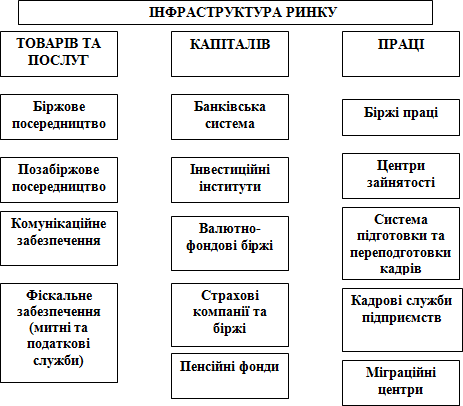 ІНФРАСТРУКТУРА РИНКУ
ТОВАРІВ ТА
ПОСЛУГ
Біржове
посередництво
Позабіржове
посередництво
Комунікаційне
забезпечення
Фіскальне
забезпечення
(митні та
податкові
служби)
КАПІТАЛІВ
Банківська
система
Інвестиційні
інститути
Валютно-
фондові біржі
Страхові
компанії та
біржі
Пенсійні фонди
ПРАЦІ
Біржі праці
Центри
зайнятості
Система
підготовки та
переподготовки
кадрів
Кадрові служби
підприємств
Міграційні
центри